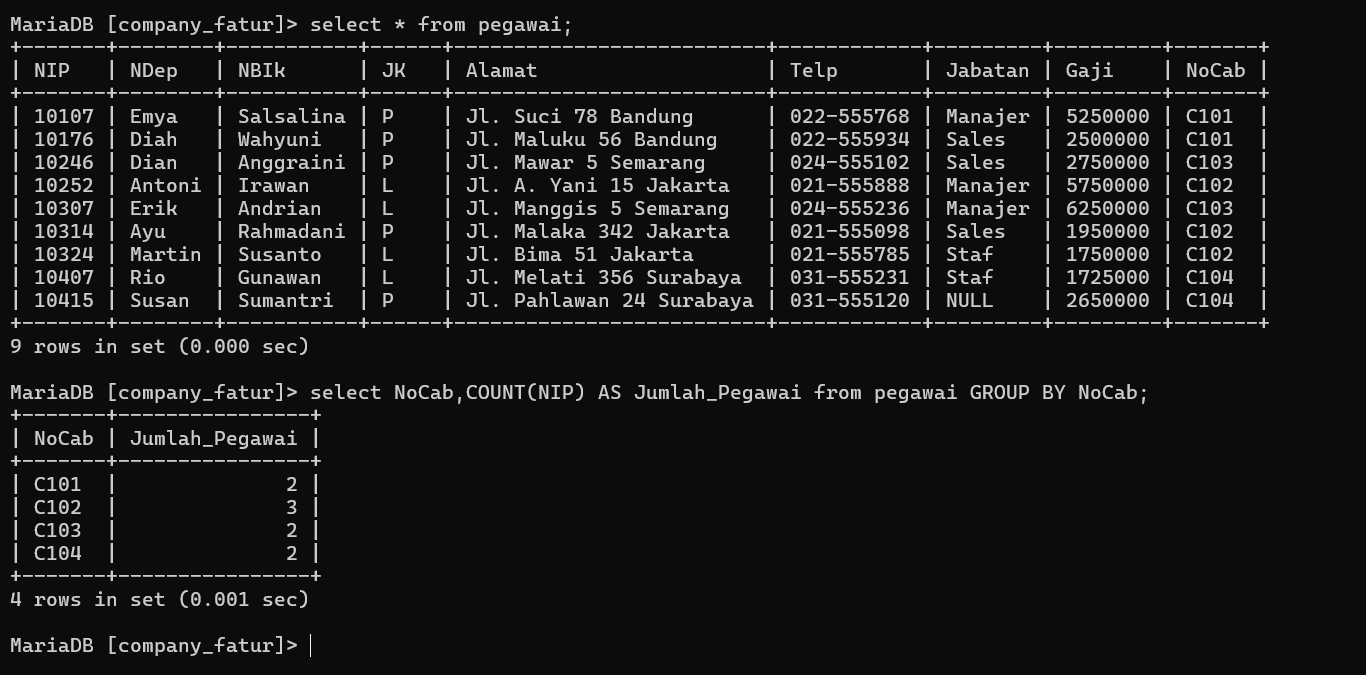 MariaDB [company_fatur]> select * from pegawai;
+-------+--------+-----------+------+--------------------------+------------+---------+---------+-------+
| NIP   | NDep   | NBIk      | JK   | Alamat                   | Telp       | Jabatan | Gaji    | NoCab |
+-------+--------+-----------+------+--------------------------+------------+---------+---------+-------+
| 10107 | Emya   | Salsalina | P    | Jl. Suci 78 Bandung      | 022-555768 | Manajer | 5250000 | C101  |
| 10176 | Diah   | Wahyuni   | P    | Jl. Maluku 56 Bandung    | 022-555934 | Sales   | 2500000 | C101  |
| 10246 | Dian   | Anggraini | P    | Jl. Mawar 5 Semarang     | 024-555102 | Sales   | 2750000 | C103  |
| 10252 | Antoni | Irawan    | L    | Jl. A. Yani 15 Jakarta   | 021-555888 | Manajer | 5750000 | C102  |
| 10307 | Erik   | Andrian   | L    | Jl. Manggis 5 Semarang   | 024-555236 | Manajer | 6250000 | C103  |
| 10314 | Ayu    | Rahmadani | P    | Jl. Malaka 342 Jakarta   | 021-555098 | Sales   | 1950000 | C102  |
| 10324 | Martin | Susanto   | L    | Jl. Bima 51 Jakarta      | 021-555785 | Staf    | 1750000 | C102  |
| 10407 | Rio    | Gunawan   | L    | Jl. Melati 356 Surabaya  | 031-555231 | Staf    | 1725000 | C104  |
| 10415 | Susan  | Sumantri  | P    | Jl. Pahlawan 24 Surabaya | 031-555120 | NULL    | 2650000 | C104  |
+-------+--------+-----------+------+--------------------------+------------+---------+---------+-------+
9 rows in set (0.000 sec)
MariaDB [company_fatur]> select NoCab,COUNT(NIP) AS Jumlah_Pegawai from pegawai GROUP BY NoCab;
+-------+----------------+
| NoCab | Jumlah_Pegawai |
+-------+----------------+
| C101  |              2 |
| C102  |              3 |
| C103  |              2 |
| C104  |              2 |
+-------+----------------+
4 rows in set (0.001 sec)
MariaDB [company_fatur]>